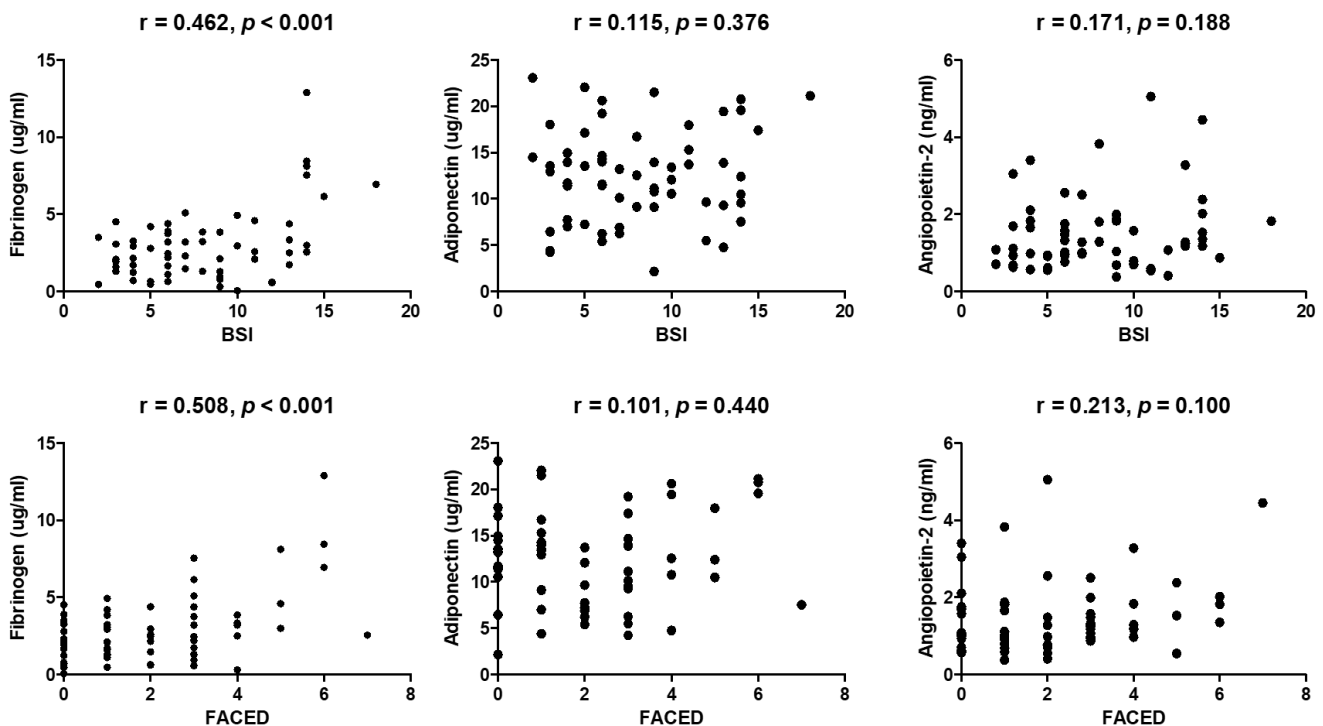 r = 0.462, p < 0.001
15
10
5
0
Fibrinogen (ug/ml)
0 5 10 15 20
BSI
r = 0.115, p = 0.376
25
20
15
10
5
0
Adiponectin (ug/ml)
0 5 10 15 20
BSI
r = 0.171, p = 0.188
6
4
2
0
Angiopoietin-2 (ng/ml)
0 5 10 15 20
BSI
r = 0.508, p < 0.001
15
10
5
0
Fibrinogen (ug/ml)
0 2 4 6 8
FACED
r = 0.101, p = 0.440
25
20
15
10
5
0
Adiponectin (ug/ml)
0 2 4 6 8
FACED
r = 0.213, p = 0.100
6
4
2
0
Angiopoietin-2 (ng/ml)
0 2 4 6 8
FACED